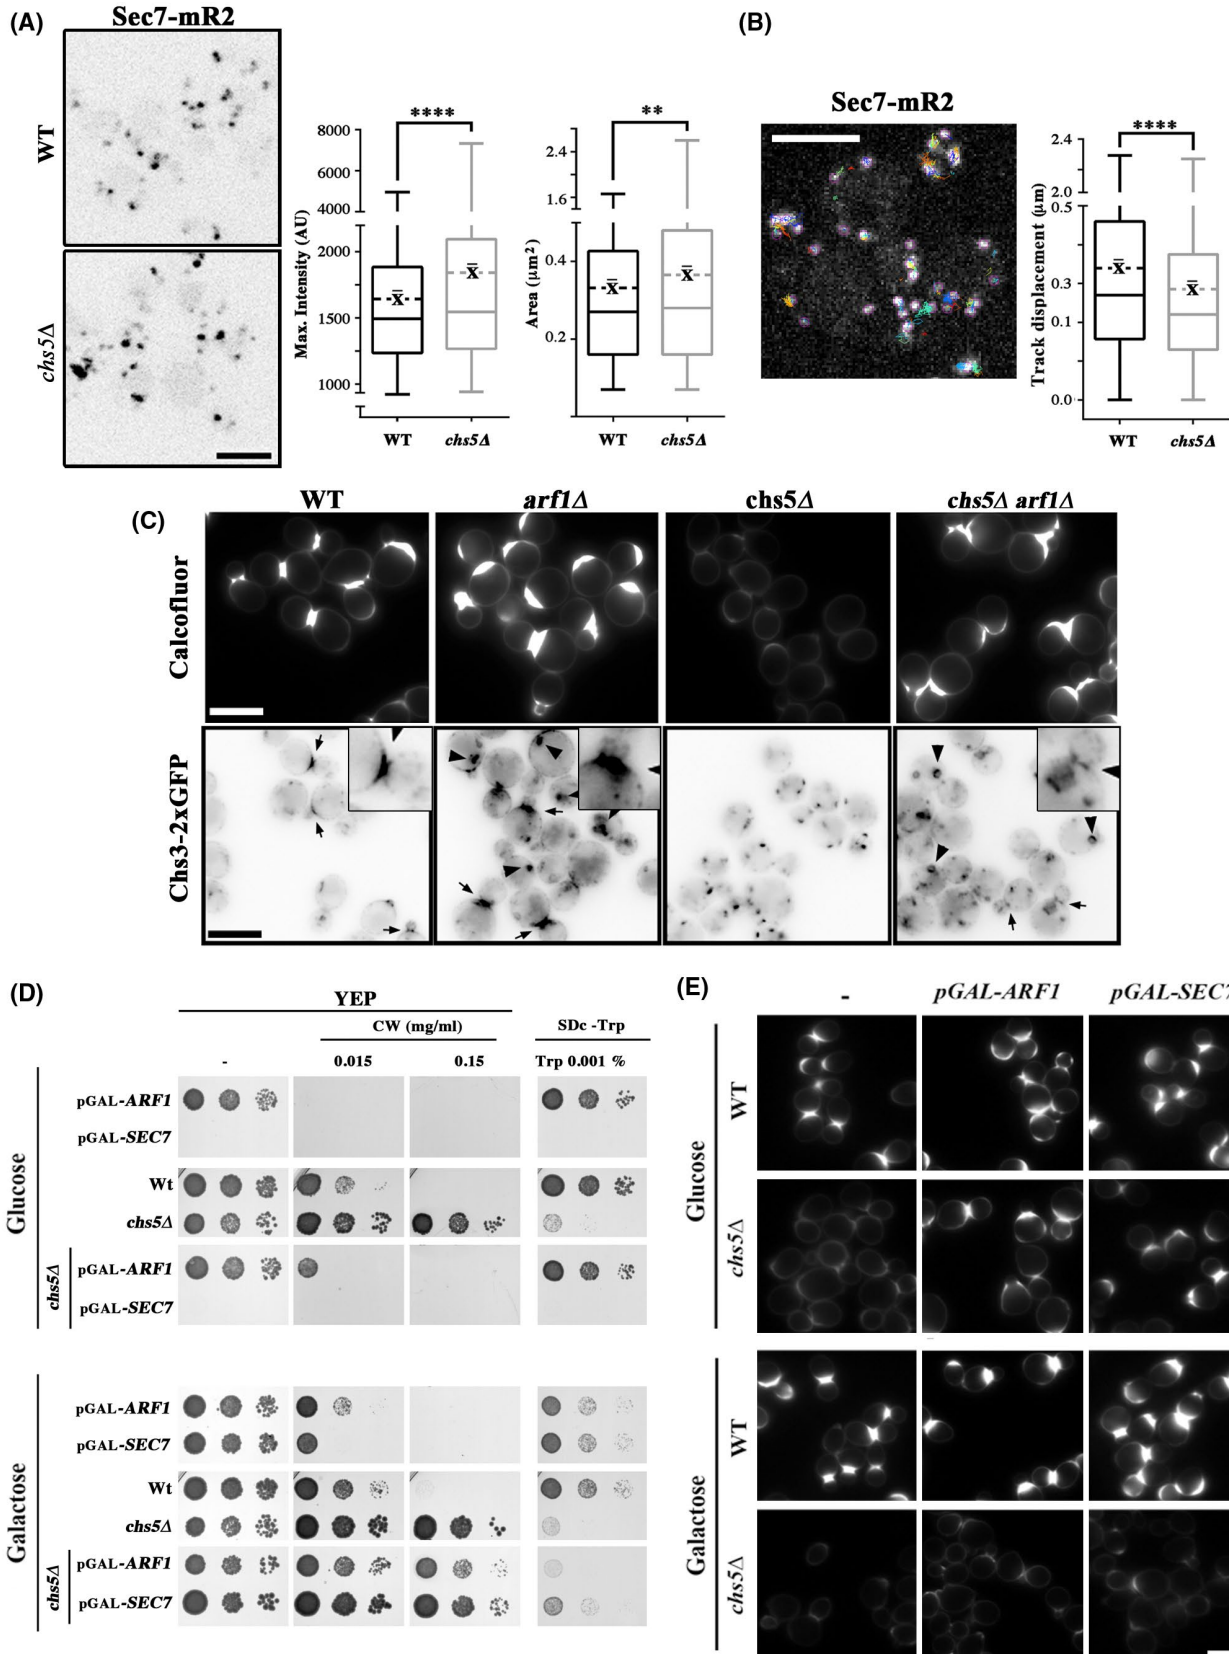 (A)
Sec7-mR2
WT
chs5Δ
****
8000
6000
4000
2000
1500
1000
Max. Intensity (AU)
x̄
x̄
WT
chs5Δ
**
2.4
1.6
0.4
0.2
Area (μm²)
x̄
x̄
WT
chs5Δ
(B)
Sec7-mR2
****
2.4
2.0
0.5
0.3
0.1
0.0
Track displacement (μm)
x̄
x̄
WT
chs5Δ
(C)
WT arf1Δ chs5Δ chs5Δ arf1Δ
Calcofluor
Chs3-2xGFP
(D)
YEP
CW (mg/ml) SDc -Trp
- 0.015 0.15 Trp 0.001 %
Glucose
pGAL-ARF1
pGAL-SEC7
Wt
chs5Δ
chs5Δ
pGAL-ARF1
pGAL-SEC7
Galactose
pGAL-ARF1
pGAL-SEC7
Wt
chs5Δ
chs5Δ
pGAL-ARF1
pGAL-SEC7
(E)
- pGAL-ARF1 pGAL-SEC7
Glucose
WT
chs5Δ
Galactose
WT
chs5Δ